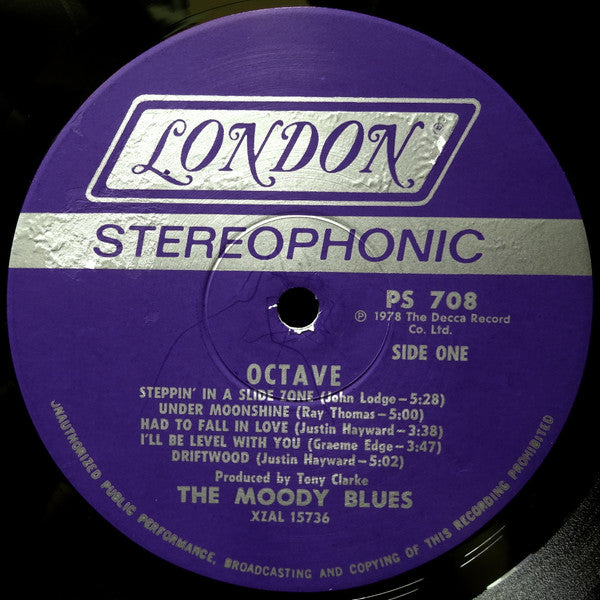 LONDON®
STEREOPHONIC
PS 708
℗ 1978 The Decca Record
Co. Ltd.
SIDE ONE
OCTAVE
STEPPIN' IN A SLIDE ZONE (John Lodge—5:28)
UNDER MOONSHINE (Ray Thomas—5:00)
HAD TO FALL IN LOVE (Justin Hayward—3:38)
I'LL BE LEVEL WITH YOU (Graeme Edge—3:47)
DRIFTWOOD (Justin Hayward—5:02)
Produced by Tony Clarke
THE MOODY BLUES
XZAL 15736
UNAUTHORIZED PUBLIC PERFORMANCE, BROADCASTING AND COPYING OF THIS RECORDING PROHIBITED